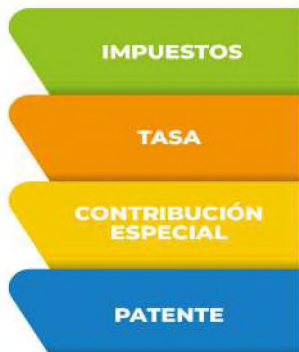 IMPUESTOS
TASA
CONTRIBUCIÓN
ESPECIAL
PATENTE